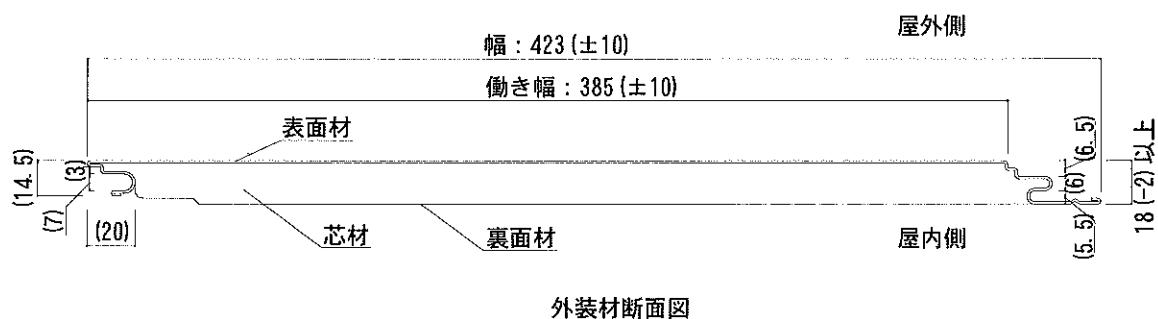 屋外側
幅：423(±10)
働き幅：385(±10)
表面材
(14.5)
(3)
(7)
(20)
芯材
裏面材
(6.5)
(6)
(5.5)
18(-2)以上
屋内側
外装材断面図